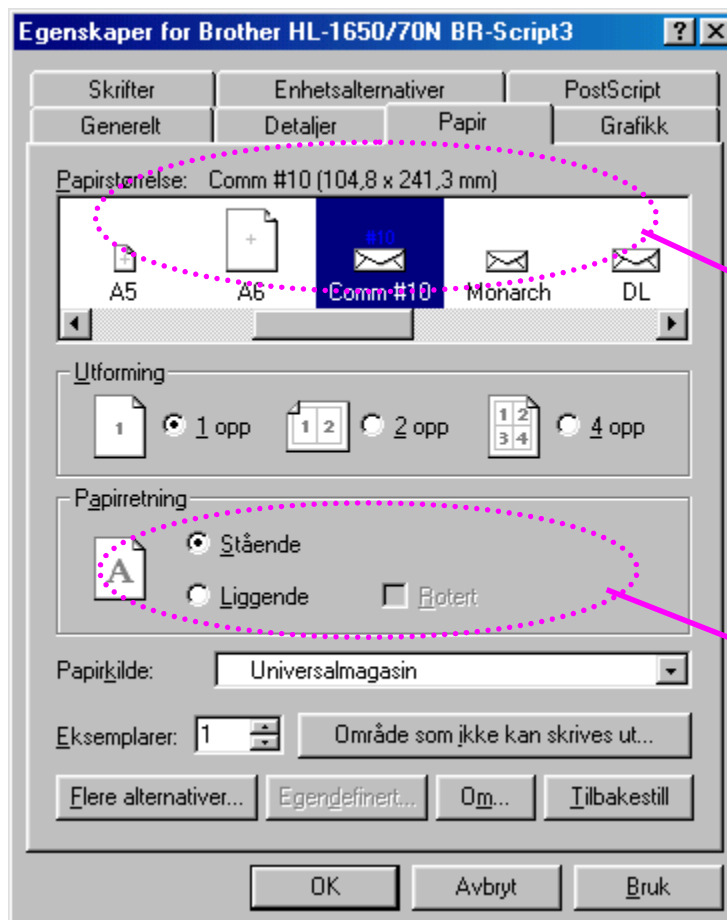 Egenskaper for Brother HL-1650/70N BR-Script3
Skrifter Enhetsalternativer PostScript
Generelt Detaljer Papir Grafikk
Papirstørrelse: Comm #10 (104,8 x 241,3 mm)
#10
A5 A6 Comm #10 Monarch DL
Utforming
1 1 opp 1 2 2 opp 1 2 3 4 4 opp
Papirretning
A Stående
Liggende Rotert
Papirkilde: Universalmagasin
Eksemplarer: 1 Område som ikke kan skrives ut...
Flere alternativer... Egendefinert... Om... Tilbakestill
OK Avbryt Bruk